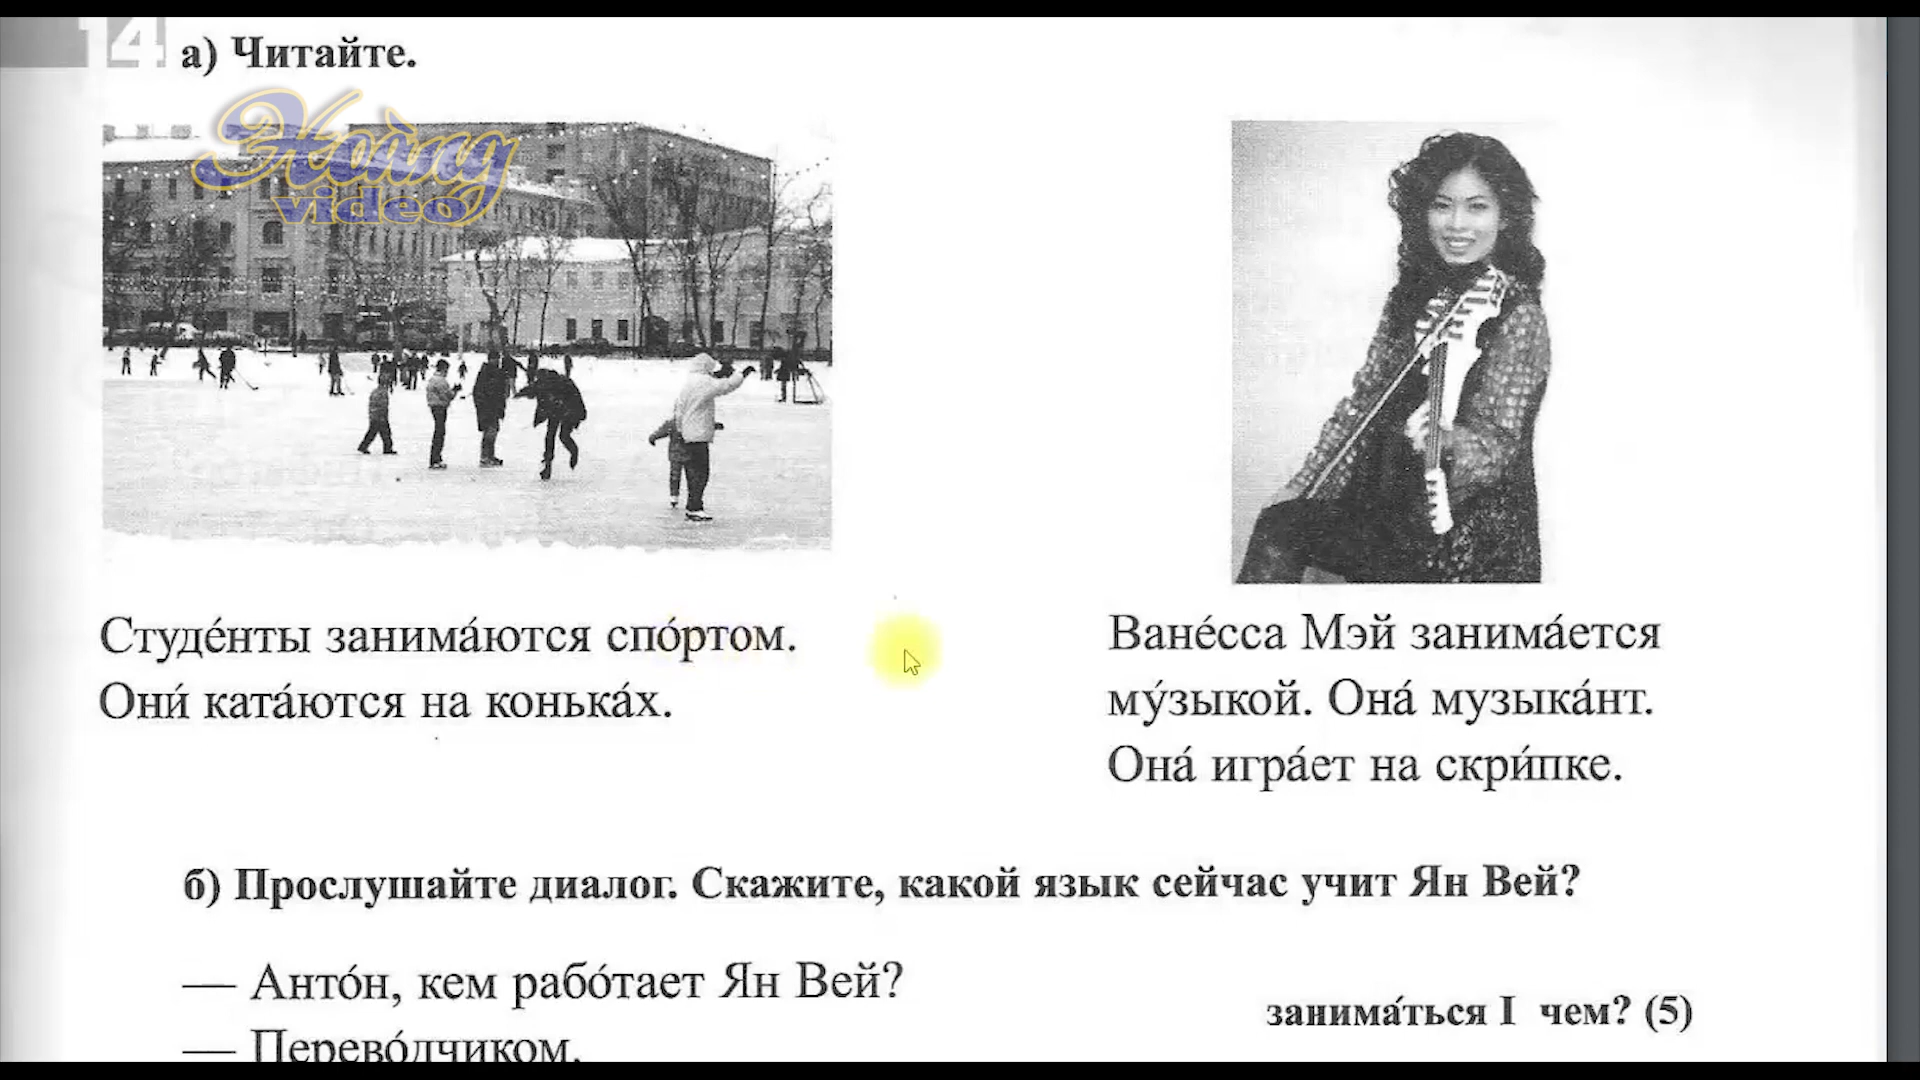 14
а) Читайте.
Hoàng
video
Студе́нты занима́ются спо́ртом.
Они́ ката́ются на конька́х.
Ване́сса Мэй занима́ется
му́зыкой. Она́ музыка́нт.
Она́ игра́ет на скри́пке.
б) Прослушайте диалог. Скажите, какой язык сейчас учит Ян Вей?
— Анто́н, кем рабо́тает Ян Вей?
— Перево́дчиком.
занима́ться I чем? (5)